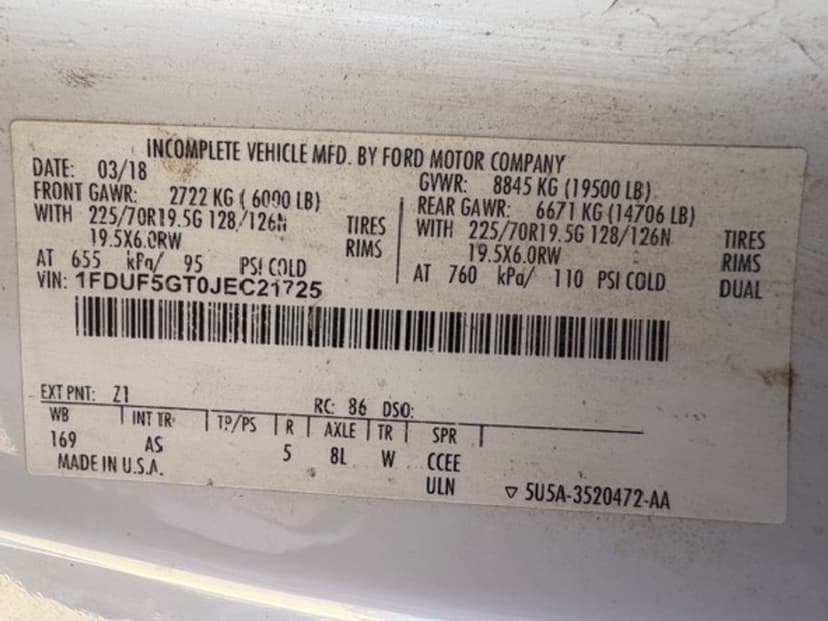 INCOMPLETE VEHICLE MFD. BY FORD MOTOR COMPANY
DATE: 03/18 GVWR: 8845 KG (19500 LB)
FRONT GAWR: 2722 KG ( 6000 LB) REAR GAWR: 6671 KG (14706 LB)
WITH 225/70R19.5G 128/126N TIRES WITH 225/70R19.5G 128/126N TIRES
19.5X6.0RW RIMS 19.5X6.0RW RIMS
AT 655 kPa/ 95 PSI COLD AT 760 kPa/ 110 PSI COLD DUAL
VIN: 1FDUF5GT0JEC21725
EXT PNT: Z1 RC: 86 DSO:
WB INT TR TP/PS R AXLE TR SPR
169 AS 5 8L W CCEE
MADE IN U.S.A. ULN ▽ 5U5A-3520472-AA